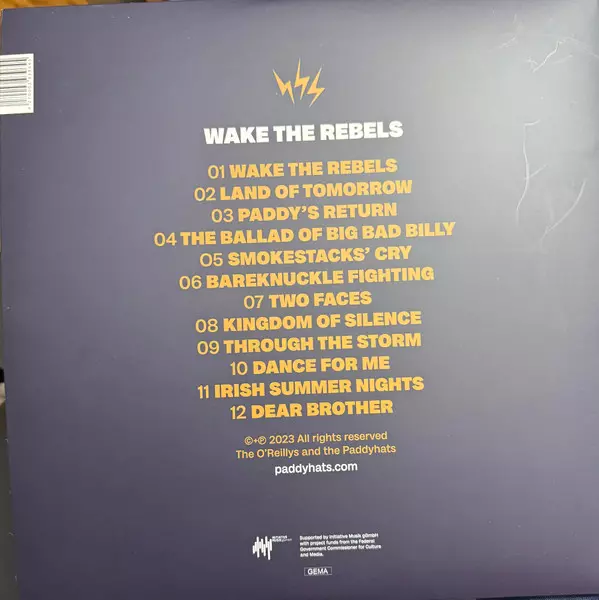 WAKE THE REBELS
01 WAKE THE REBELS
02 LAND OF TOMORROW
03 PADDY'S RETURN
04 THE BALLAD OF BIG BAD BILLY
05 SMOKESTACKS' CRY
06 BAREKNUCKLE FIGHTING
07 TWO FACES
08 KINGDOM OF SILENCE
09 THROUGH THE STORM
10 DANCE FOR ME
11 IRISH SUMMER NIGHTS
12 DEAR BROTHER
©+℗ 2023 All rights reserved
The O'Reillys and the Paddyhats
paddyhats.com
INITIATIVE
MUSIK
Supported by Initiative Musik gGmbH
with project funds from the Federal
Government Commissioner for Culture
and Media.
GEMA